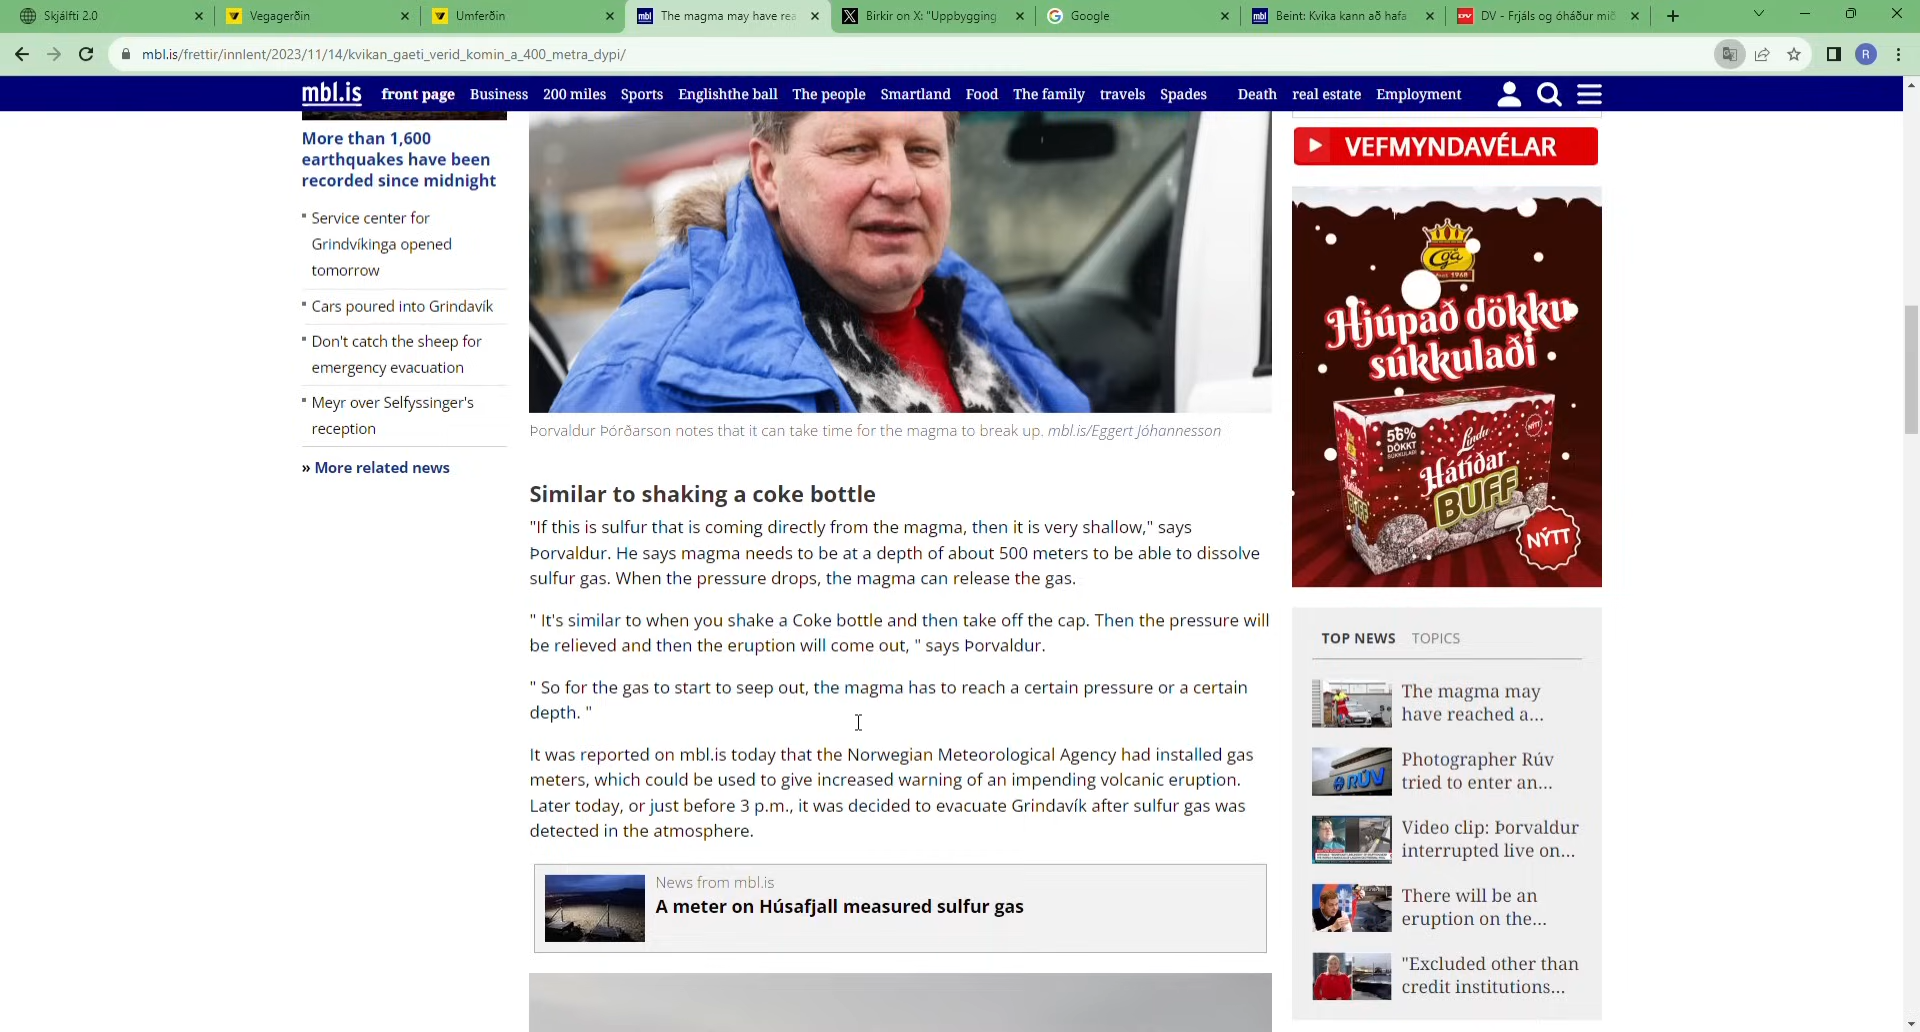 Skjálfti 2.0
Vegagerðin
Umferðin
The magma may have rea
Birkir on X: "Uppbygging
Google
Beint: Kvika kann að hafa
DV - Frjáls og óháður mið
mbl.is/frettir/innlent/2023/11/14/kvikan_gaeti_verid_komin_a_400_metra_dypi/
R
mbl.is front page Business 200 miles Sports Englishthe ball The people Smartland Food The family travels Spades Death real estate Employment
More than 1,600
earthquakes have been
recorded since midnight
Service center for
Grindvíkinga opened
tomorrow
Cars poured into Grindavík
Don't catch the sheep for
emergency evacuation
Meyr over Selfyssinger's
reception
» More related news
Þorvaldur Þórðarson notes that it can take time for the magma to break up. mbl.is/Eggert Jóhannesson
Similar to shaking a coke bottle
"If this is sulfur that is coming directly from the magma, then it is very shallow," says
Þorvaldur. He says magma needs to be at a depth of about 500 meters to be able to dissolve
sulfur gas. When the pressure drops, the magma can release the gas.
" It's similar to when you shake a Coke bottle and then take off the cap. Then the pressure will
be relieved and then the eruption will come out, " says Þorvaldur.
" So for the gas to start to seep out, the magma has to reach a certain pressure or a certain
depth. "
It was reported on mbl.is today that the Norwegian Meteorological Agency had installed gas
meters, which could be used to give increased warning of an impending volcanic eruption.
Later today, or just before 3 p.m., it was decided to evacuate Grindavík after sulfur gas was
detected in the atmosphere.
News from mbl.is
A meter on Húsafjall measured sulfur gas
VEFMYNDAVÉLAR
Góa
Hjúpað dökku
súkkulaði
56%
DÖKKT
SÚKKULAÐI
Lindu
Hátíðar
BUFF
NÝTT
TOP NEWS TOPICS
The magma may
have reached a...
RÚV
Photographer Rúv
tried to enter an...
Video clip: Þorvaldur
interrupted live on...
There will be an
eruption on the...
"Excluded other than
credit institutions...